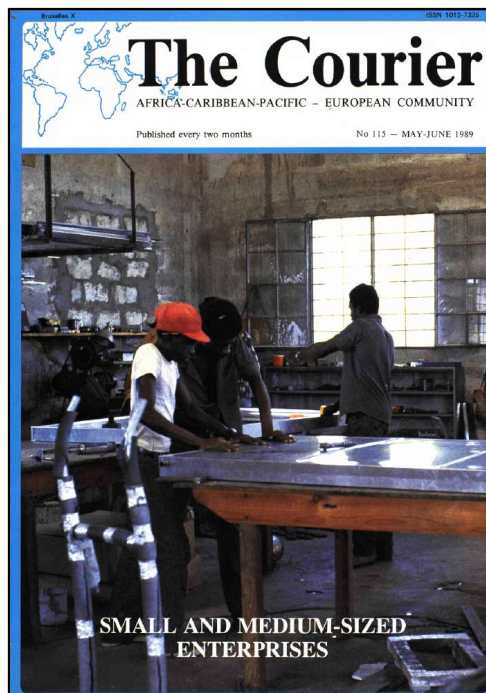 Bruxelles X
ISSN 1013-7335
The Courier
AFRICA-CARIBBEAN-PACIFIC – EUROPEAN COMMUNITY
Published every two months
No 115 – MAY-JUNE 1989
SMALL AND MEDIUM-SIZED
ENTERPRISES